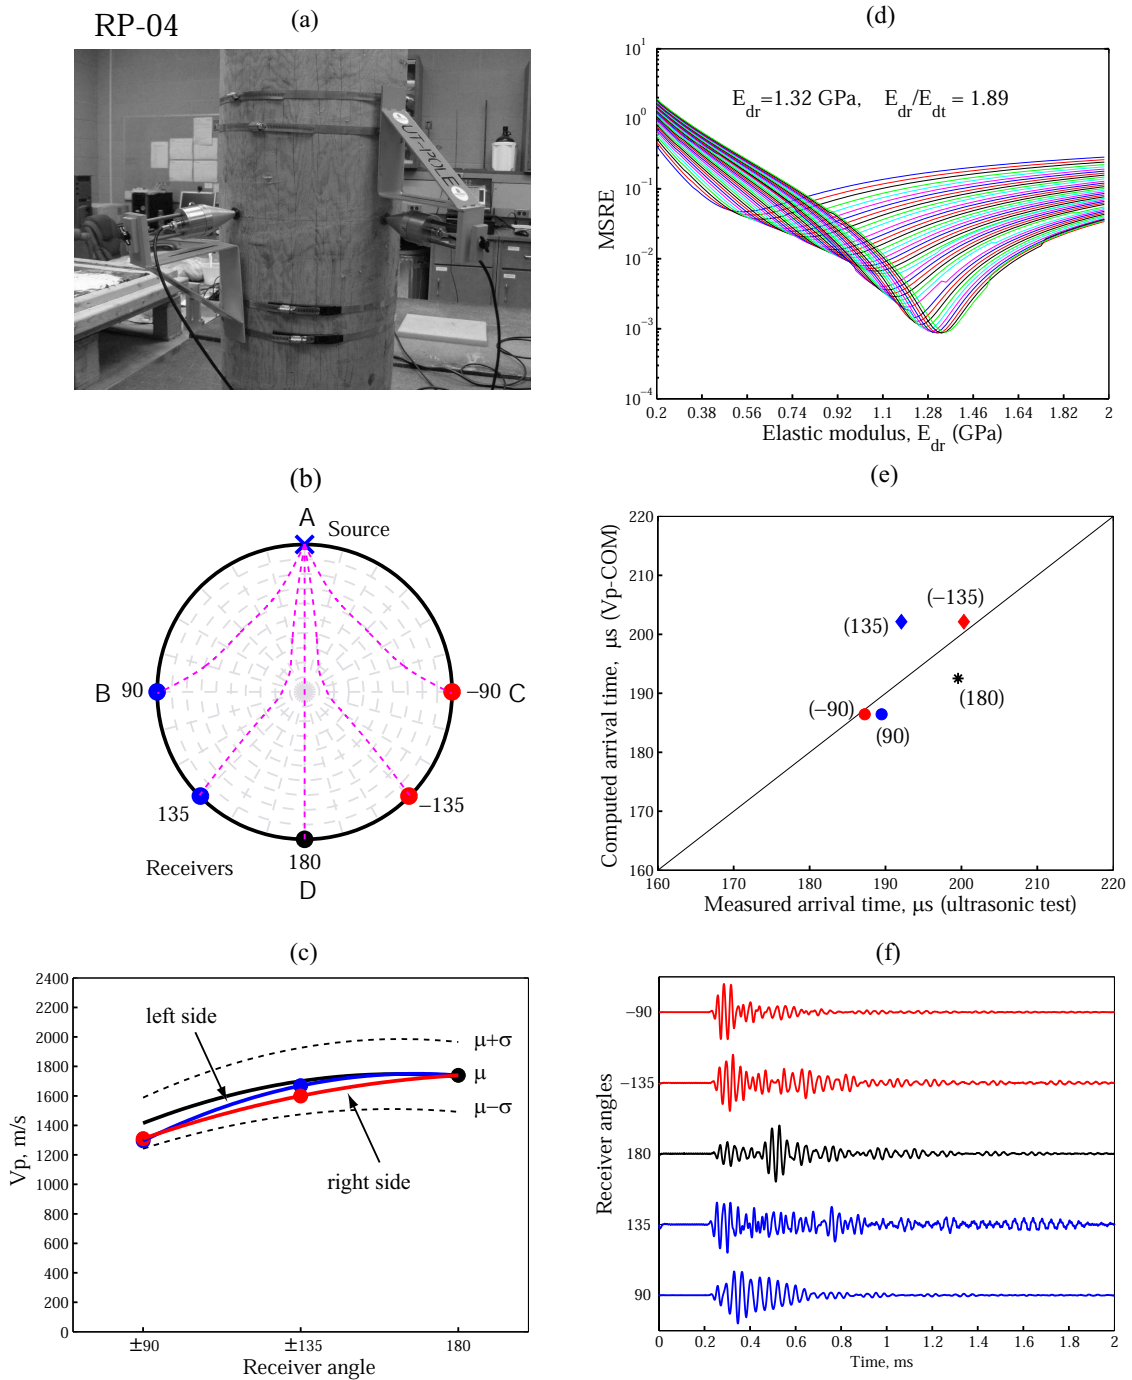 RP-04
(a)
UT-POLE
(b)
A
Source
B
90
−90
C
135
−135
180
Receivers
D
(c)
Vp, m/s
2400
2200
2000
1800
1600
1400
1200
1000
800
600
400
200
0
left side
μ+σ
μ
μ−σ
right side
±90
±135
180
Receiver angle
(d)
MSRE
10^1
10^0
10^−1
10^−2
10^−3
10^−4
E_dr=1.32 GPa, E_dr/E_dt = 1.89
0.2 0.38 0.56 0.74 0.92 1.1 1.28 1.46 1.64 1.82 2
Elastic modulus, E_dr (GPa)
(e)
Computed arrival time, μs (Vp-COM)
220
210
200
190
180
170
160
(−135)
(135)
(180)
(−90)
(90)
160 170 180 190 200 210 220
Measured arrival time, μs (ultrasonic test)
(f)
Receiver angles
−90
−135
180
135
90
0 0.2 0.4 0.6 0.8 1 1.2 1.4 1.6 1.8 2
Time, ms